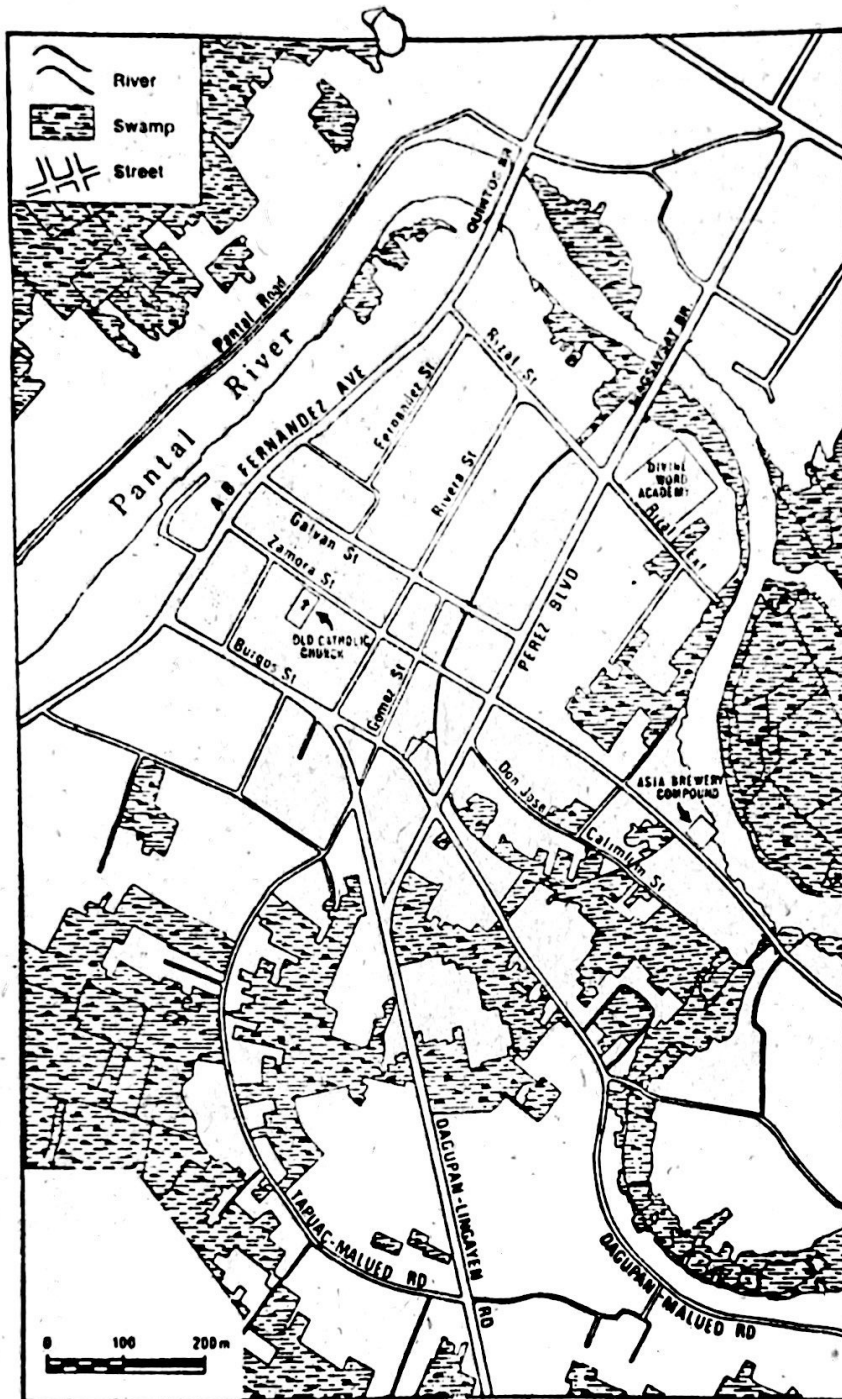 River
Swamp
Street
QUINTOS BR.
Pantal Road
Pantal River
A B FERNANDEZ AVE
Fernandez St
Rizal St
MAGSAYSAY BR.
Rivera St
DIVINE
WORD
ACADEMY
Rizal Ext
Galvan St
Zamora St
OLD CATHOLIC
CHURCH
Burgos St
Gomez St
PEREZ BLVD
ASIA BREWERY
COMPOUND
Don Jose Calimlim St
DAGUPAN-LINGAYEN RD
TAPUAC-MALUED RD
DAGUPAN-MALUED RD
0 100 200 m